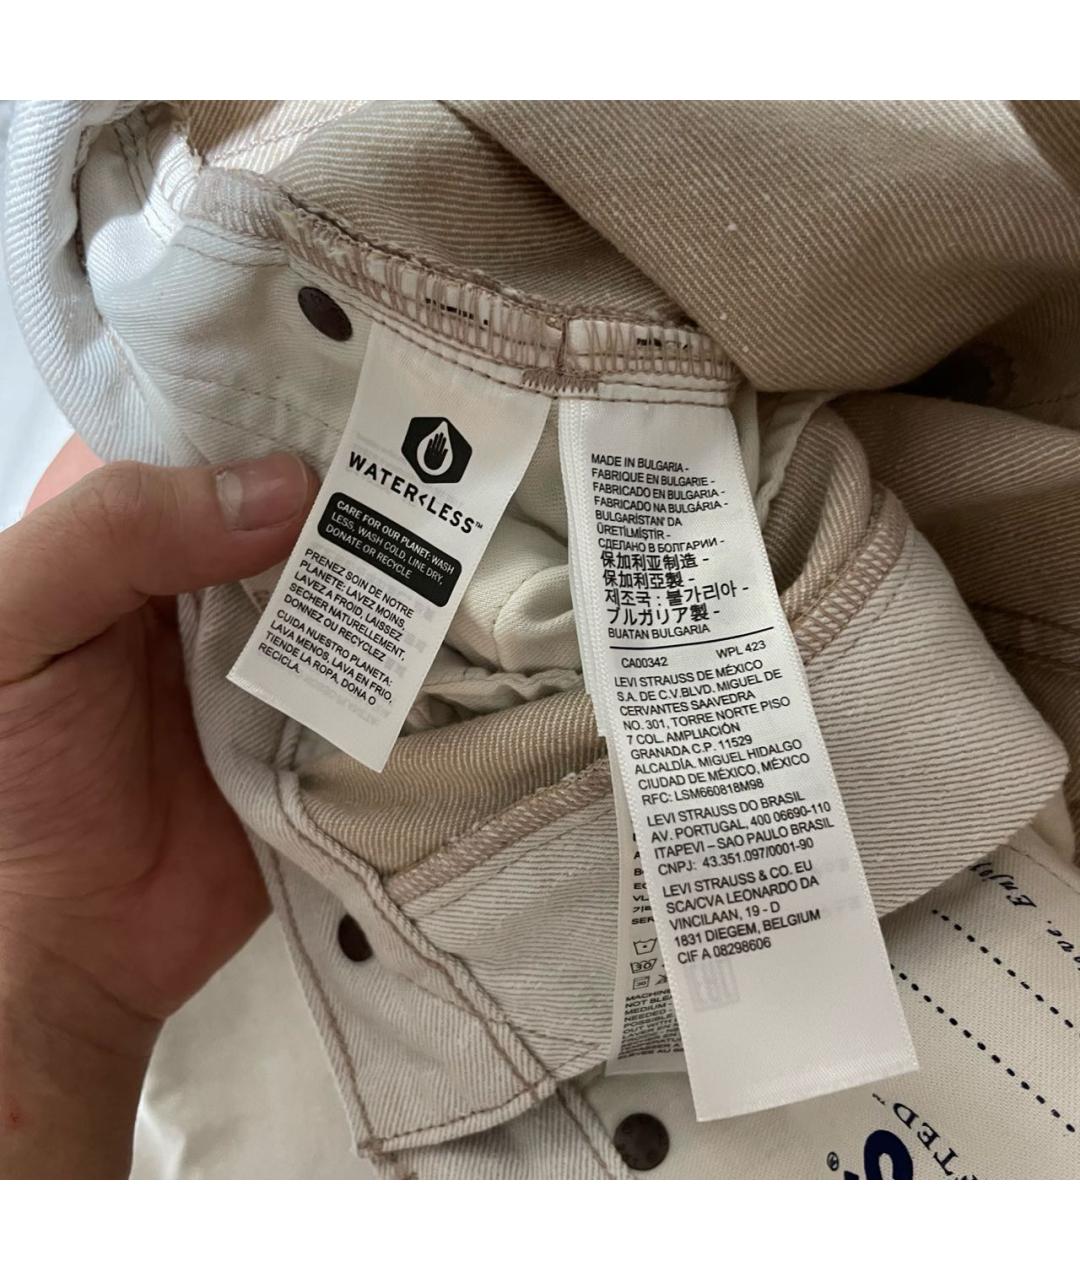 WATER<LESS™
CARE FOR OUR PLANET: WASH
LESS, WASH COLD, LINE DRY,
DONATE OR RECYCLE
PRENEZ SOIN DE NOTRE
PLANETE: LAVEZ MOINS,
LAVEZ A FROID, LAISSEZ
SECHER NATURELLEMENT,
DONNEZ OU RECYCLEZ
CUIDA NUESTRO PLANETA:
LAVA MENOS, LAVA EN FRIO,
TIENDE LA ROPA, DONA O
RECICLA.
MADE IN BULGARIA -
FABRIQUE EN BULGARIE -
FABRICADO EN BULGARIA -
FABRICADO NA BULGÁRIA -
BULGARİSTAN' DA
ÜRETİLMİŞTİR -
СДЕЛАНО В БОЛГАРИИ -
保加利亚制造 -
保加利亞製 -
제조국 : 불가리아 -
ブルガリア製 -
BUATAN BULGARIA
CA00342 WPL 423
LEVI STRAUSS DE MÉXICO
S.A. DE C.V.BLVD. MIGUEL DE
CERVANTES SAAVEDRA
NO. 301, TORRE NORTE PISO
7 COL. AMPLIACIÓN
GRANADA C.P. 11529
ALCALDÍA. MIGUEL HIDALGO
CIUDAD DE MÉXICO, MÉXICO
RFC: LSM660818M98
LEVI STRAUSS DO BRASIL
AV. PORTUGAL, 400 06690-110
ITAPEVI – SAO PAULO BRASIL
CNPJ: 43.351.097/0001-90
LEVI STRAUSS & CO. EU
SCA/CVA LEONARDO DA
VINCILAAN, 19 - D
1831 DIEGEM, BELGIUM
CIF A 08298606
30
MACHINE
MEDIUM
NEEDED
OUT WITH
Enjoy
®